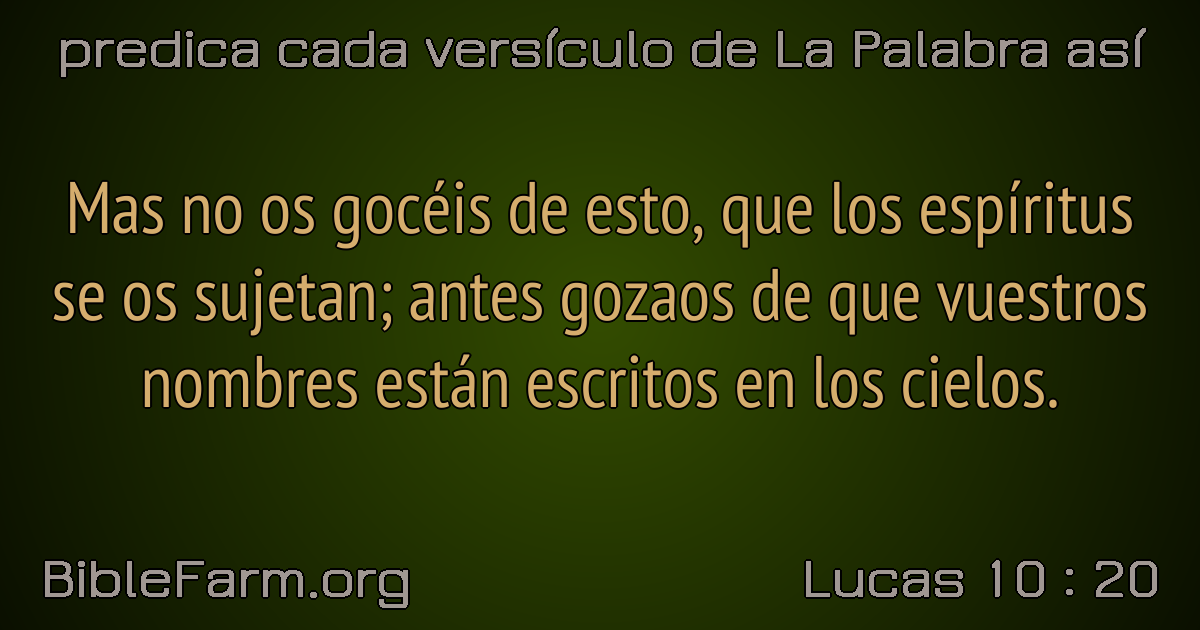 predica cada versículo de La Palabra así
Mas no os gocéis de esto, que los espíritus
se os sujetan; antes gozaos de que vuestros
nombres están escritos en los cielos.
BibleFarm.org
Lucas 10 : 20